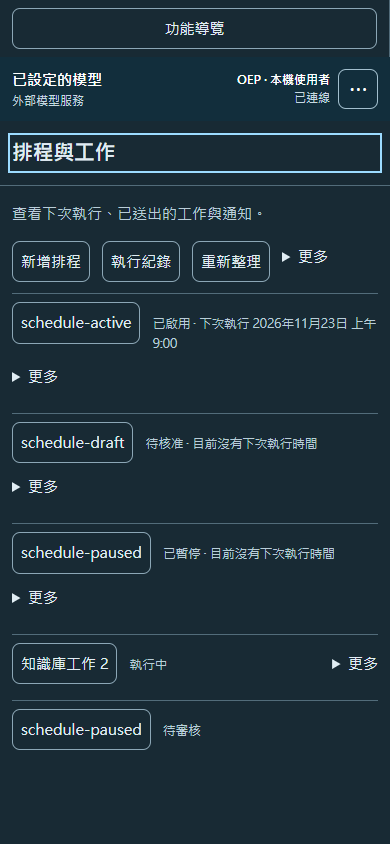 功能導覽
已設定的模型
外部模型服務
OEP · 本機使用者
已連線
···
排程與工作
查看下次執行、已送出的工作與通知。
新增排程 執行紀錄 重新整理 ▶ 更多
schedule-active 已啟用 · 下次執行 2026年11月23日 上午
9:00
▶ 更多
schedule-draft 待核准 · 目前沒有下次執行時間
▶ 更多
schedule-paused 已暫停 · 目前沒有下次執行時間
▶ 更多
知識庫工作 2 執行中 ▶ 更多
schedule-paused 待審核